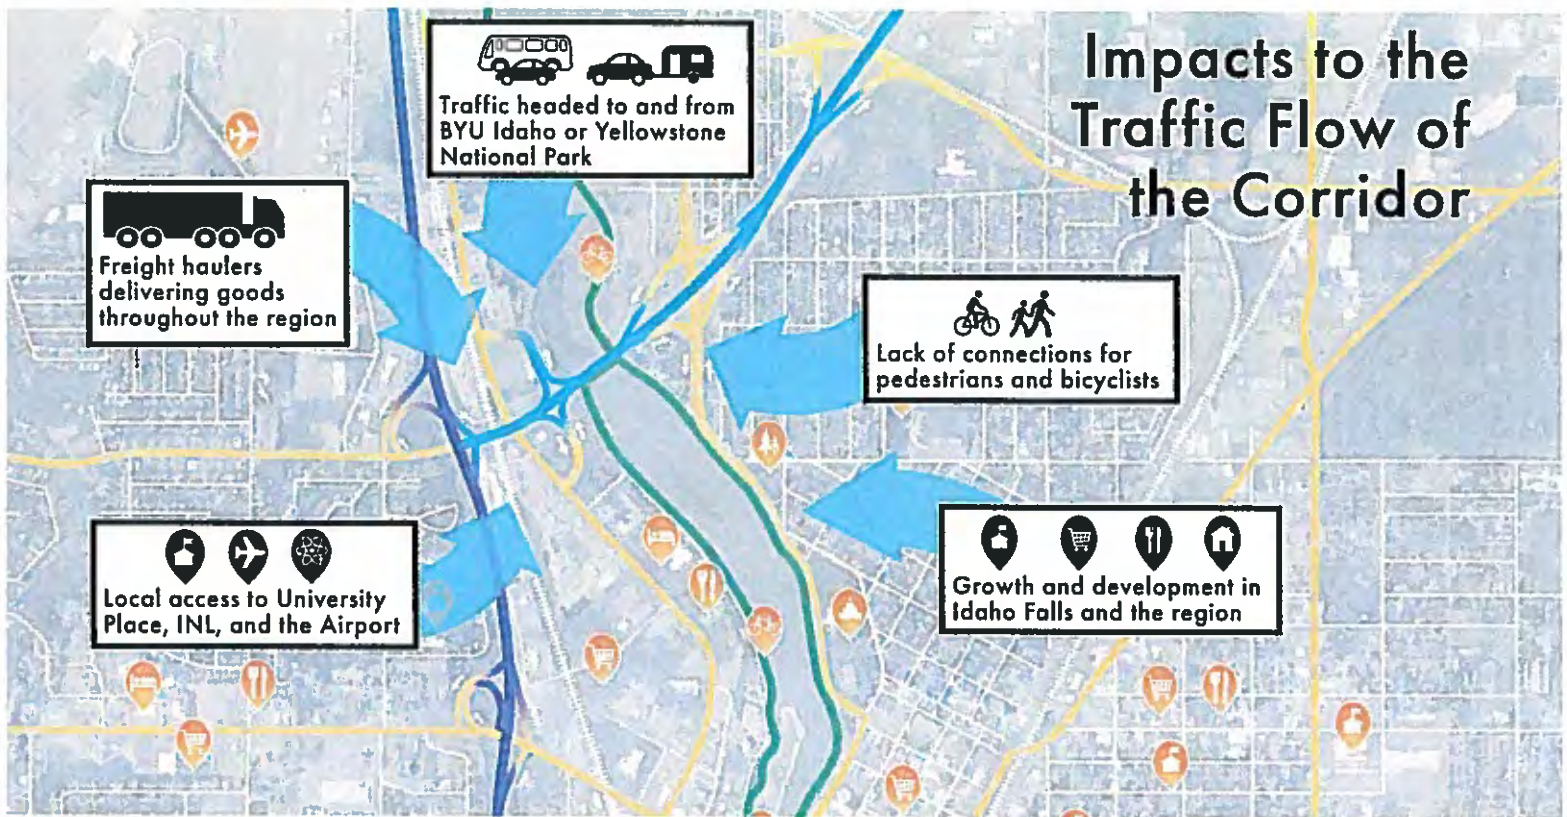 Impacts to the
Traffic Flow of
the Corridor
Traffic headed to and from
BYU Idaho or Yellowstone
National Park
Freight haulers
delivering goods
throughout the region
Lack of connections for
pedestrians and bicyclists
Local access to University
Place, INL, and the Airport
Growth and development in
Idaho Falls and the region